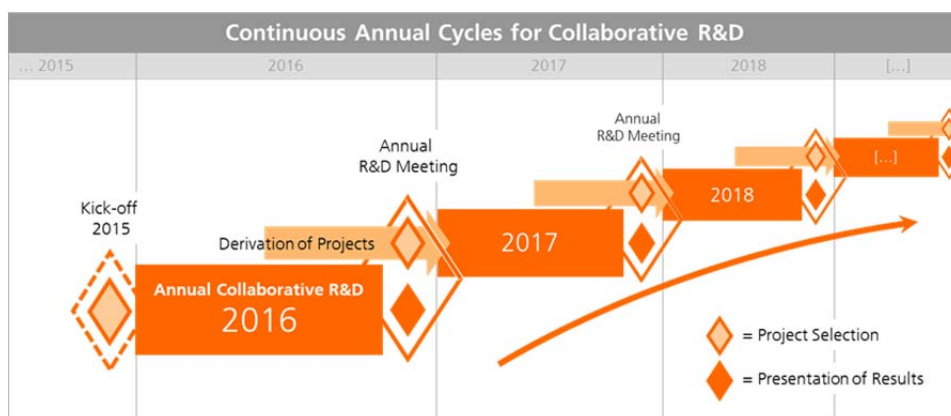 Continuous Annual Cycles for Collaborative R&D
... 2015
2016
2017
2018
[...]
Annual
R&D Meeting
Annual
R&D Meeting
Kick-off
2015
Derivation of Projects
Annual Collaborative R&D
2016
2017
2018
[...]
= Project Selection
= Presentation of Results